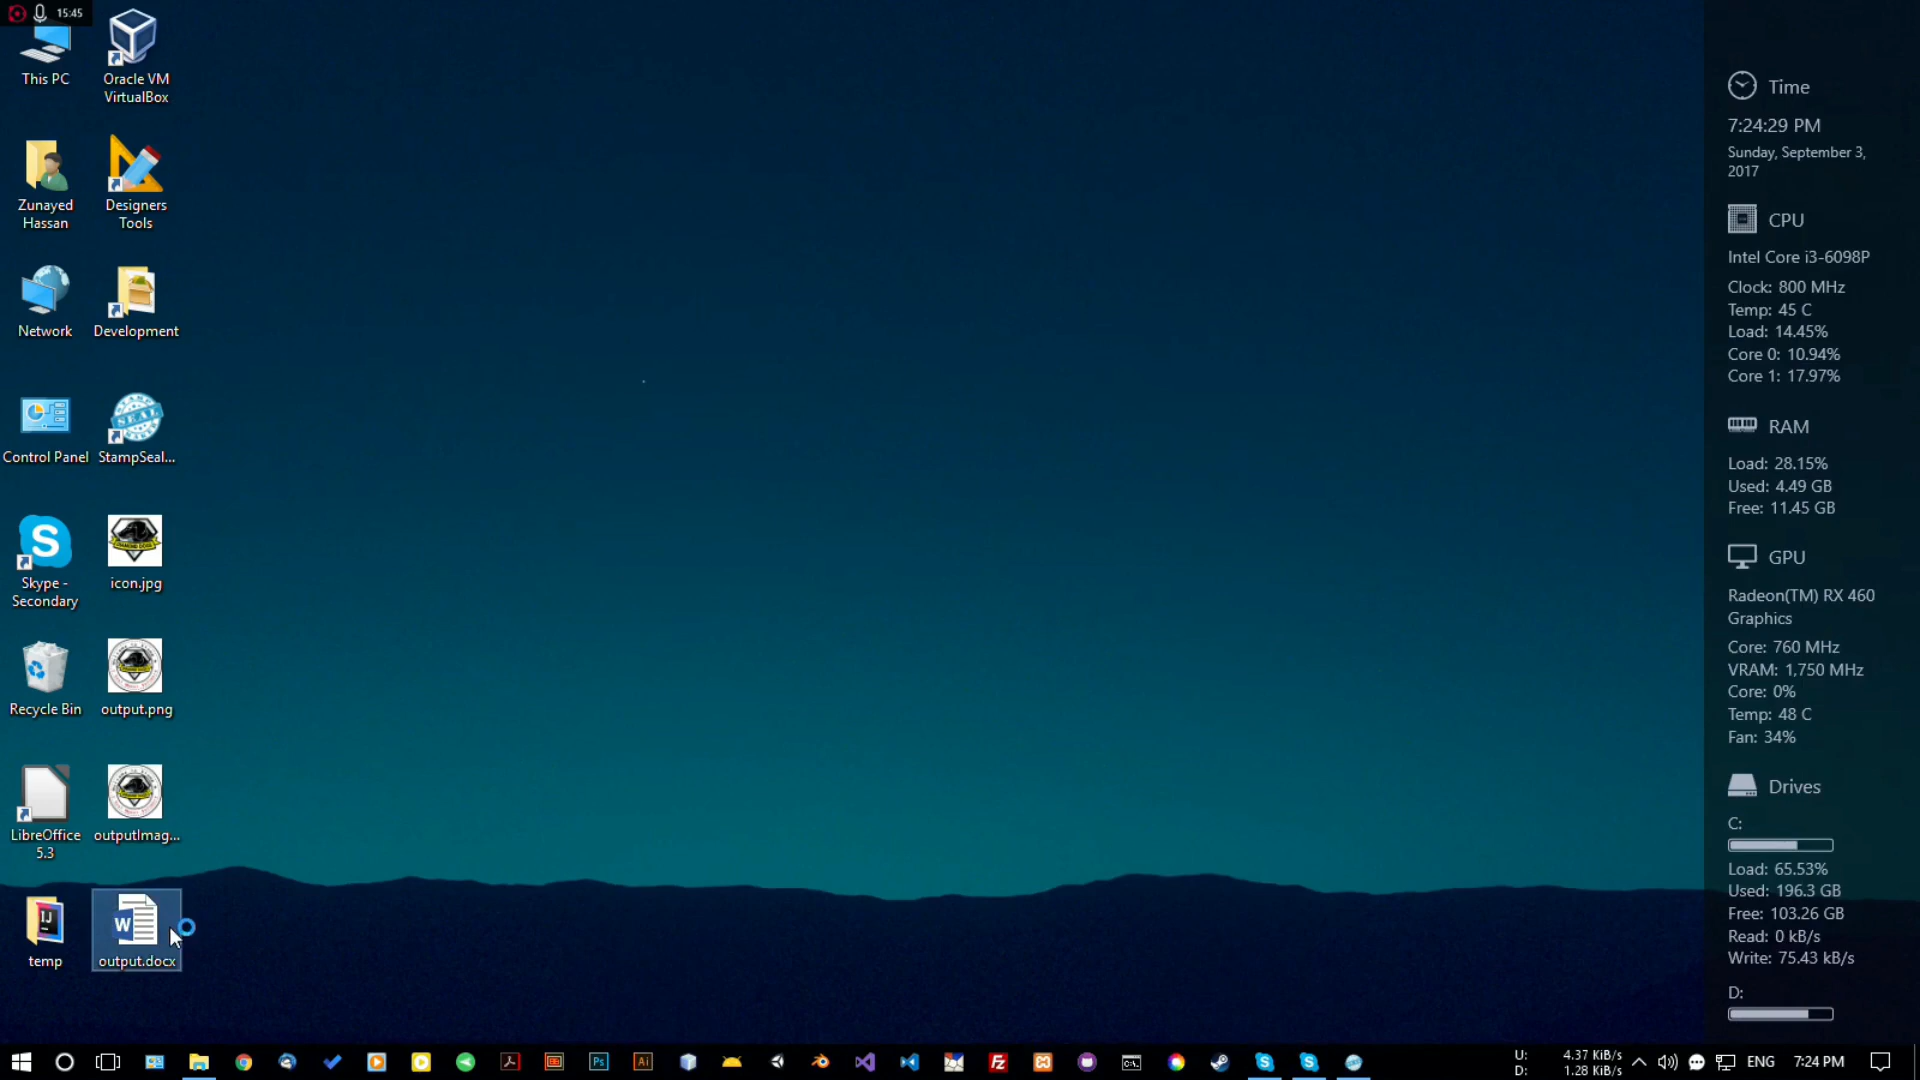 15:45
This PC
Oracle VM
VirtualBox
Zunayed
Hassan
Designers
Tools
Network
Development
Control Panel
StampSeal...
Skype -
Secondary
icon.jpg
Recycle Bin
output.png
LibreOffice
5.3
outputImag...
temp
output.docx
Time
7:24:29 PM
Sunday, September 3,
2017
CPU
Intel Core i3-6098P
Clock: 800 MHz
Temp: 45 C
Load: 14.45%
Core 0: 10.94%
Core 1: 17.97%
RAM
Load: 28.15%
Used: 4.49 GB
Free: 11.45 GB
GPU
Radeon(TM) RX 460
Graphics
Core: 760 MHz
VRAM: 1,750 MHz
Core: 0%
Temp: 48 C
Fan: 34%
Drives
C:
Load: 65.53%
Used: 196.3 GB
Free: 103.26 GB
Read: 0 kB/s
Write: 75.43 kB/s
D:
U: 4.37 KiB/s
D: 1.28 KiB/s
ENG
7:24 PM